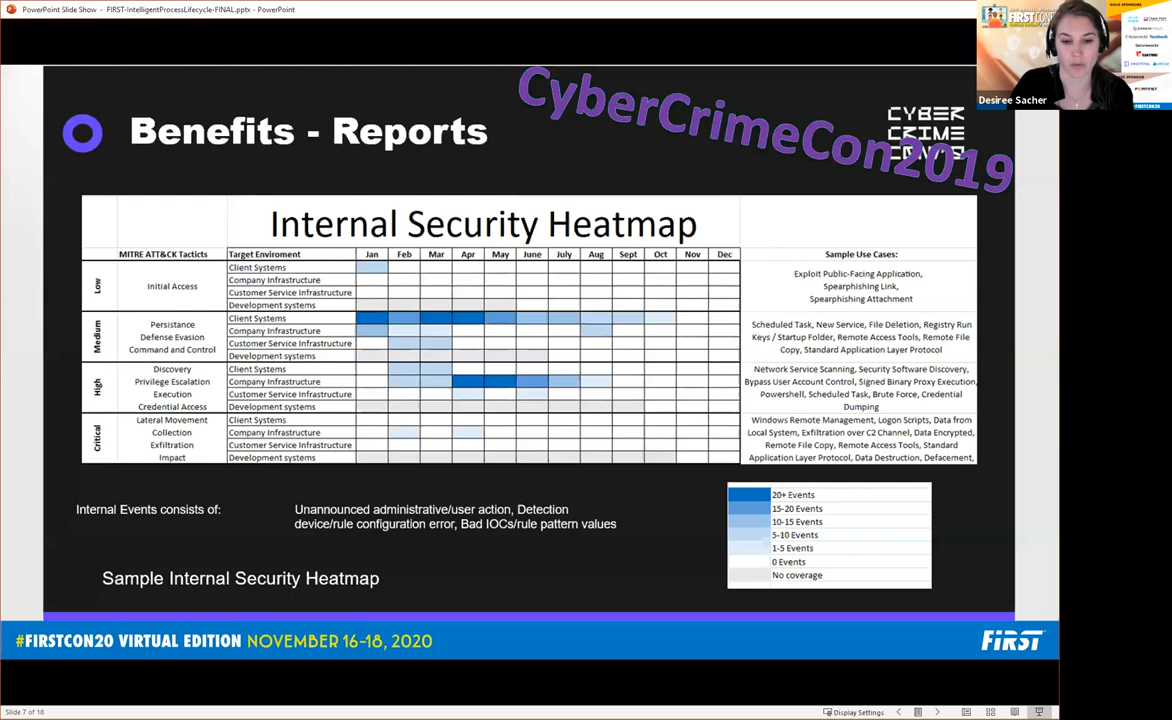 PowerPoint Slide Show - FIRST-IntelligentProcessLifecycle-FINAL.pptx - PowerPoint
Desiree Sacher
CyberCrimeCon2019
Benefits - Reports
CYBER
CRIME
Internal Security Heatmap
MITRE ATT&CK Tacticts Target Enviroment Jan Feb Mar Apr May June July Aug Sept Oct Nov Dec Sample Use Cases:
Low
Initial Access
Client Systems
Company Infrastructure
Customer Service Infrastructure
Development systems
Exploit Public-Facing Application,
Spearphishing Link,
Spearphishing Attachment
Medium
Persistance
Defense Evasion
Command and Control
Client Systems
Company Infrastructure
Customer Service Infrastructure
Development systems
Scheduled Task, New Service, File Deletion, Registry Run
Keys / Startup Folder, Remote Access Tools, Remote File
Copy, Standard Application Layer Protocol
High
Discovery
Privilege Escalation
Execution
Credential Access
Client Systems
Company Infrastructure
Customer Service Infrastructure
Development systems
Network Service Scanning, Security Software Discovery,
Bypass User Account Control, Signed Binary Proxy Execution,
Powershell, Scheduled Task, Brute Force, Credential
Dumping
Critical
Lateral Movement
Collection
Exfiltration
Impact
Client Systems
Company Infrastructure
Customer Service Infrastructure
Development systems
Windows Remote Management, Logon Scripts, Data from
Local System, Exfiltration over C2 Channel, Data Encrypted,
Remote File Copy, Remote Access Tools, Standard
Application Layer Protocol, Data Destruction, Defacement,
20+ Events
15-20 Events
10-15 Events
5-10 Events
1-5 Events
0 Events
No coverage
Internal Events consists of:
Unannounced administrative/user action, Detection
device/rule configuration error, Bad IOCs/rule pattern values
Sample Internal Security Heatmap
#FIRSTCON20 VIRTUAL EDITION NOVEMBER 16-18, 2020
FIRST
Slide 7 of 18
Display Settings